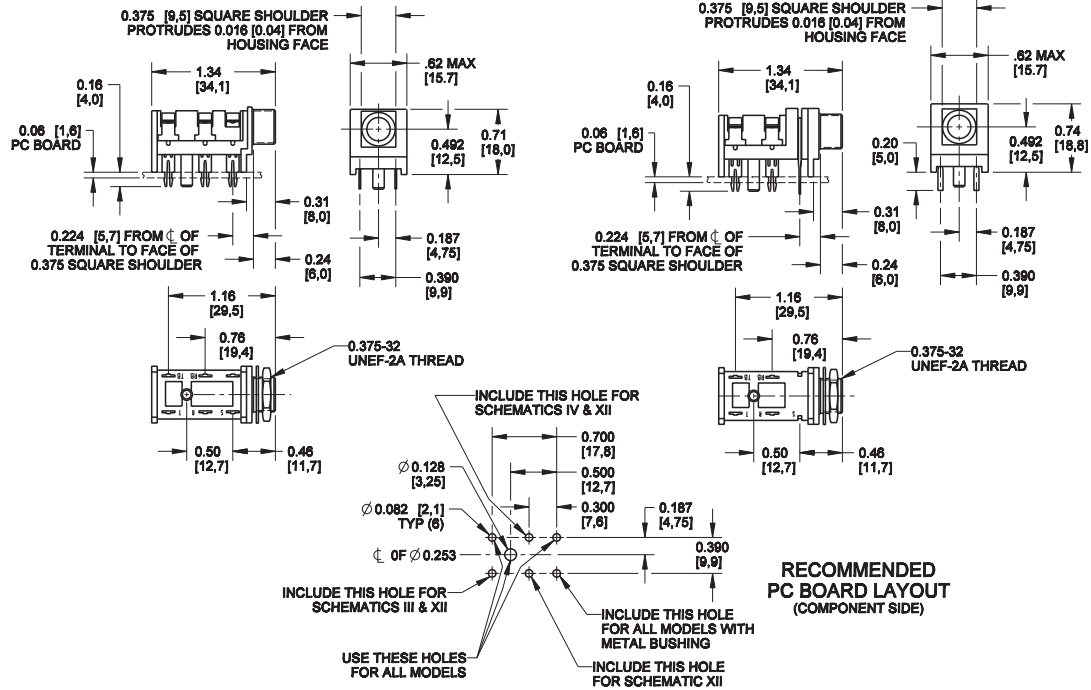 0.375 [9,5] SQUARE SHOULDER
PROTRUDES 0.016 [0.04] FROM
HOUSING FACE
1.34
[34,1]
.62 MAX
[15.7]
0.16
[4,0]
0.06 [1,6]
PC BOARD
0.492
[12,5]
0.71
[18,0]
0.31
[8,0]
0.224 [5,7] FROM ℄ OF
TERMINAL TO FACE OF
0.375 SQUARE SHOULDER
0.24
[6,0]
0.187
[4,75]
0.390
[9,9]
1.16
[29,5]
0.76
[19,4]
0.375-32
UNEF-2A THREAD
TB RB
T R S
0.50
[12,7]
0.46
[11,7]
0.375 [9,5] SQUARE SHOULDER
PROTRUDES 0.016 [0.04] FROM
HOUSING FACE
1.34
[34,1]
.62 MAX
[15.7]
0.16
[4,0]
0.06 [1,6]
PC BOARD
0.20
[5,0]
0.492
[12,5]
0.74
[18,8]
0.31
[8,0]
0.224 [5,7] FROM ℄ OF
TERMINAL TO FACE OF
0.375 SQUARE SHOULDER
0.24
[6,0]
0.187
[4,75]
0.390
[9,9]
1.16
[29,5]
0.76
[19,4]
0.375-32
UNEF-2A THREAD
TB RB
T R S
0.50
[12,7]
0.46
[11,7]
INCLUDE THIS HOLE FOR
SCHEMATICS IV & XII
0.700
[17,8]
Ø 0.128
[3,25]
0.500
[12,7]
Ø 0.082 [2,1]
TYP (6)
0.300
[7,6]
0.187
[4,75]
℄ OF Ø 0.253
0.390
[9,9]
INCLUDE THIS HOLE FOR
SCHEMATICS III & XII
INCLUDE THIS HOLE
FOR ALL MODELS WITH
METAL BUSHING
USE THESE HOLES
FOR ALL MODELS
INCLUDE THIS HOLE
FOR SCHEMATIC XII
RECOMMENDED
PC BOARD LAYOUT
(COMPONENT SIDE)